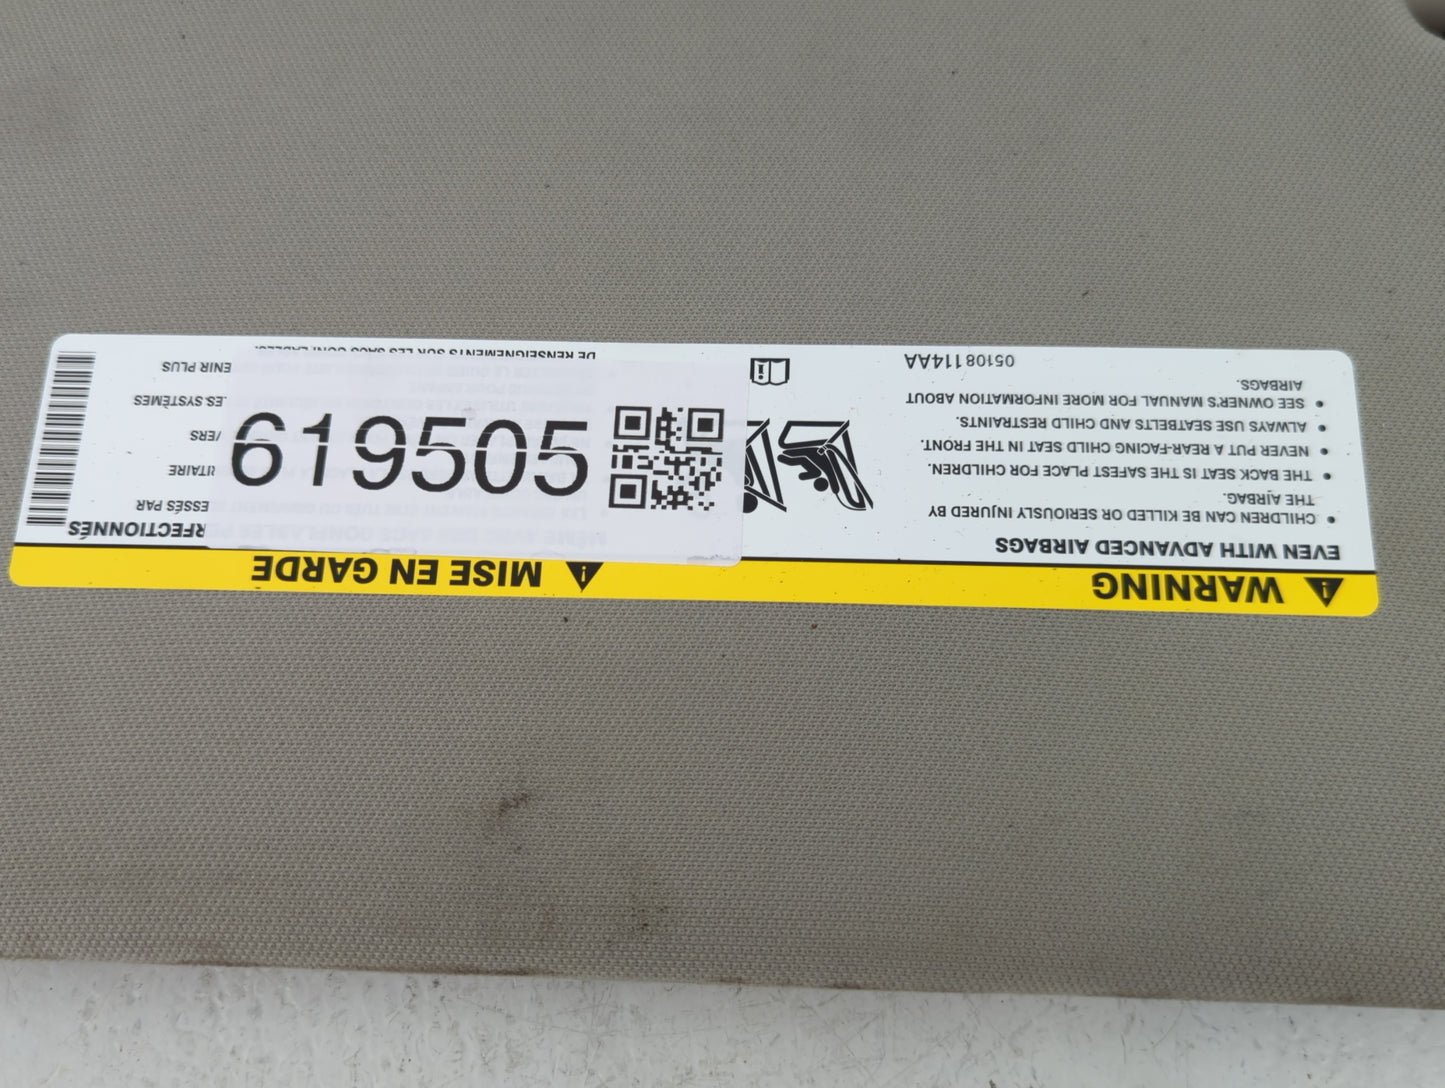 619505
WARNING
EVEN WITH ADVANCED AIRBAGS
• CHILDREN CAN BE KILLED OR SERIOUSLY INJURED BY
THE AIRBAG.
• THE BACK SEAT IS THE SAFEST PLACE FOR CHILDREN.
• NEVER PUT A REAR-FACING CHILD SEAT IN THE FRONT.
• ALWAYS USE SEATBELTS AND CHILD RESTRAINTS.
• SEE OWNER'S MANUAL FOR MORE INFORMATION ABOUT
AIRBAGS.
05108114AA
MISE EN GARDE
RFECTIONNÉS
ESSÉS PAR
ITAIRE
VERS
ES SYSTÈMES
ENIR PLUS
DE RENSEIGNEMENTS SUR LES SACS GONFLABLES.